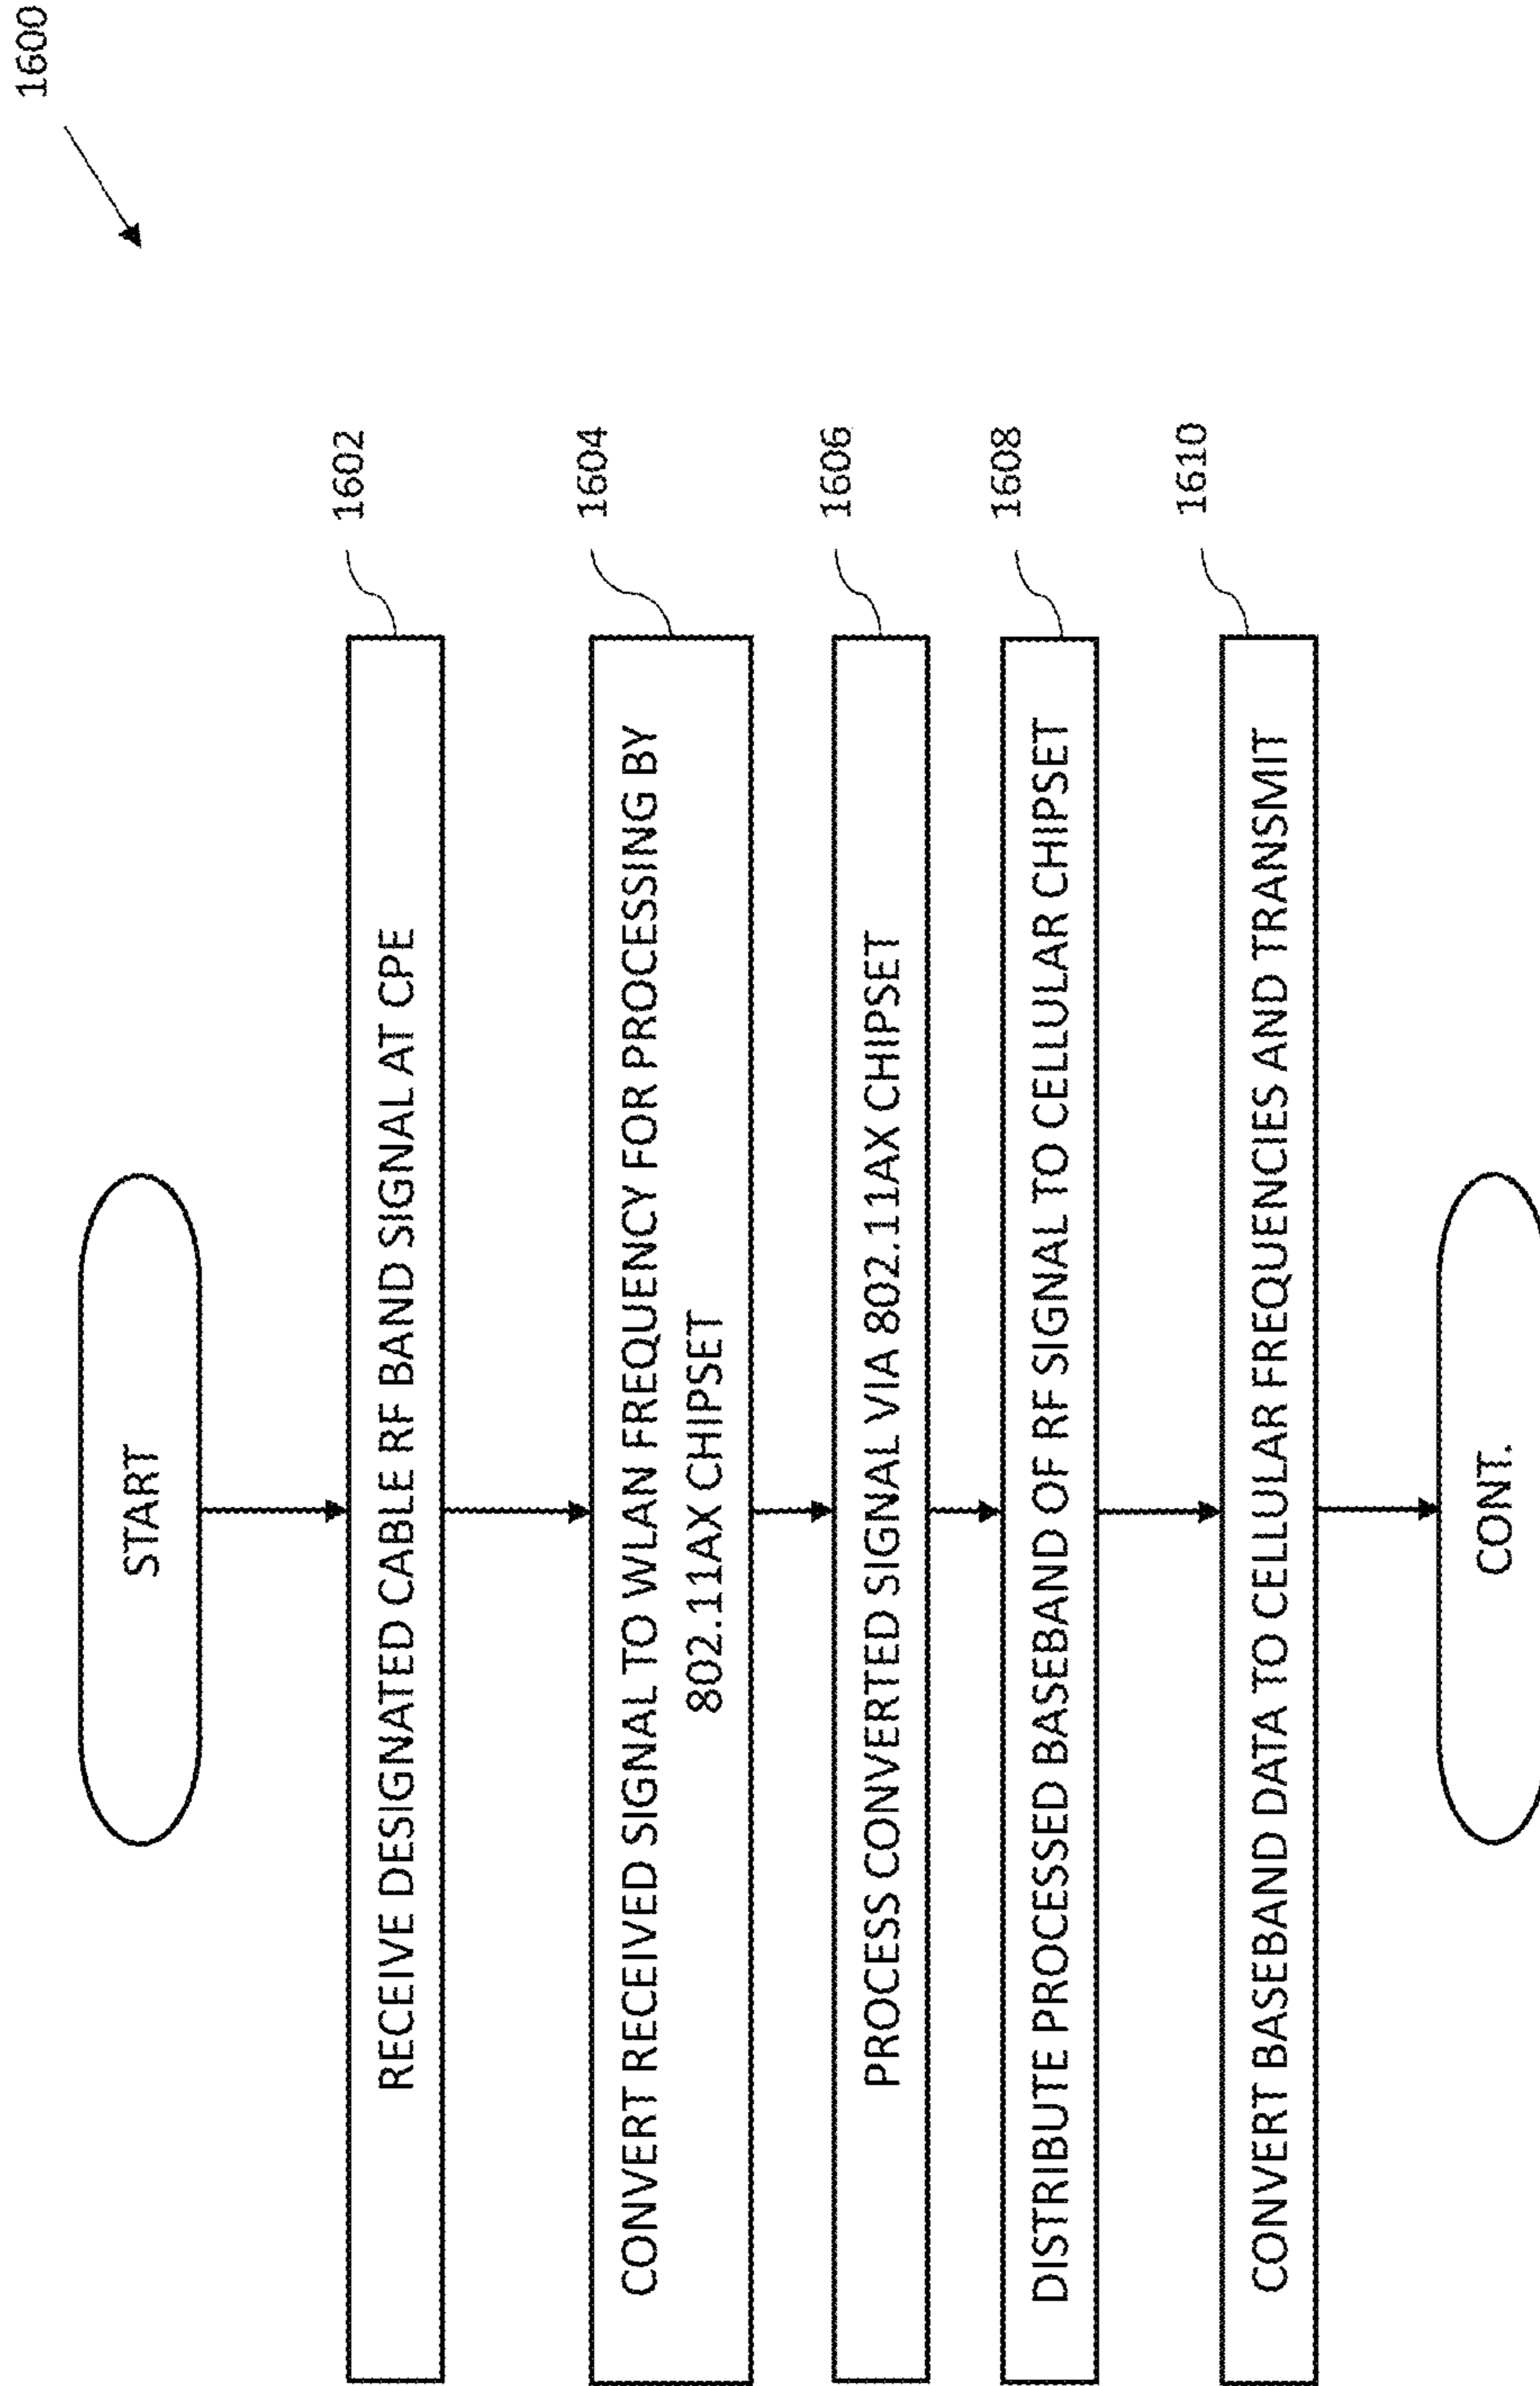 1600
START
RECEIVE DESIGNATED CABLE RF BAND SIGNAL AT CPE
1602
CONVERT RECEIVED SIGNAL TO WLAN FREQUENCY FOR PROCESSING BY
802.11AX CHIPSET
1604
PROCESS CONVERTED SIGNAL VIA 802.11AX CHIPSET
1606
DISTRIBUTE PROCESSED BASEBAND OF RF SIGNAL TO CELLULAR CHIPSET
1608
CONVERT BASEBAND DATA TO CELLULAR FREQUENCIES AND TRANSMIT
1610
CONT.